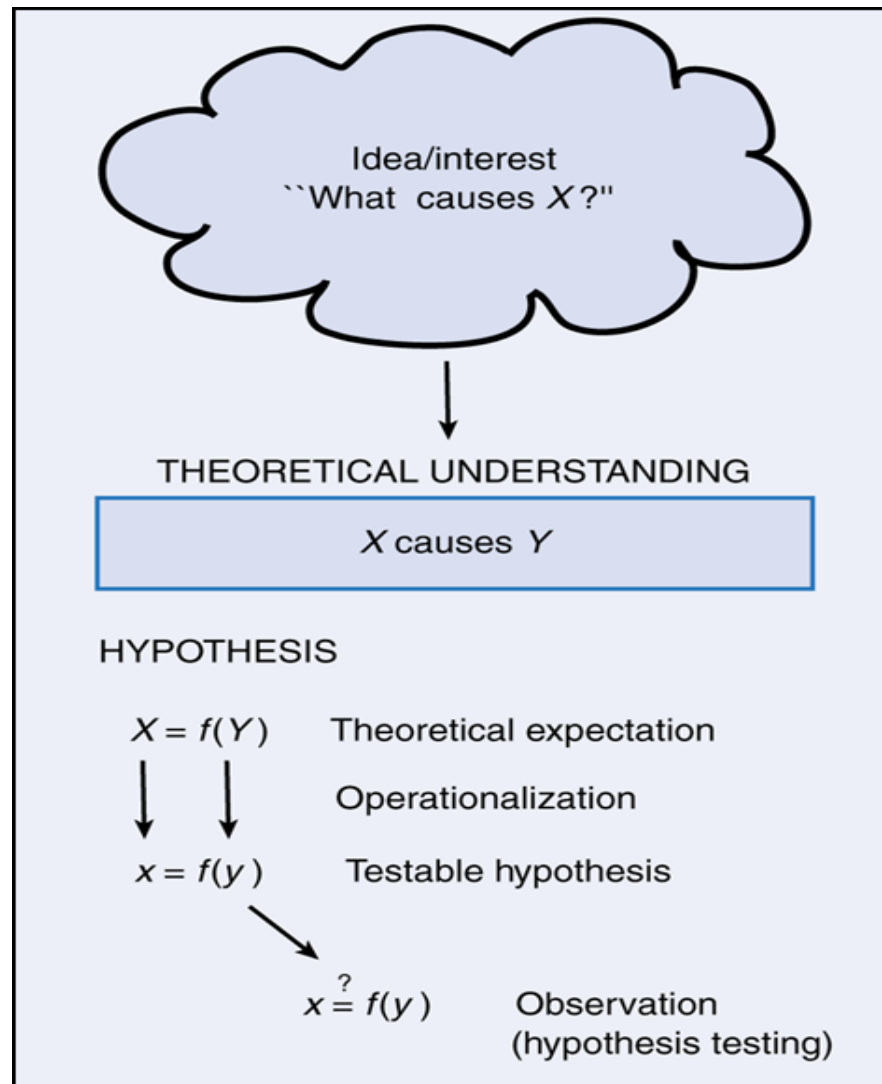 Idea/interest
``What causes X?"
THEORETICAL UNDERSTANDING
X causes Y
HYPOTHESIS
X = f(Y) Theoretical expectation
Operationalization
x = f(y) Testable hypothesis
?
x = f(y) Observation
(hypothesis testing)